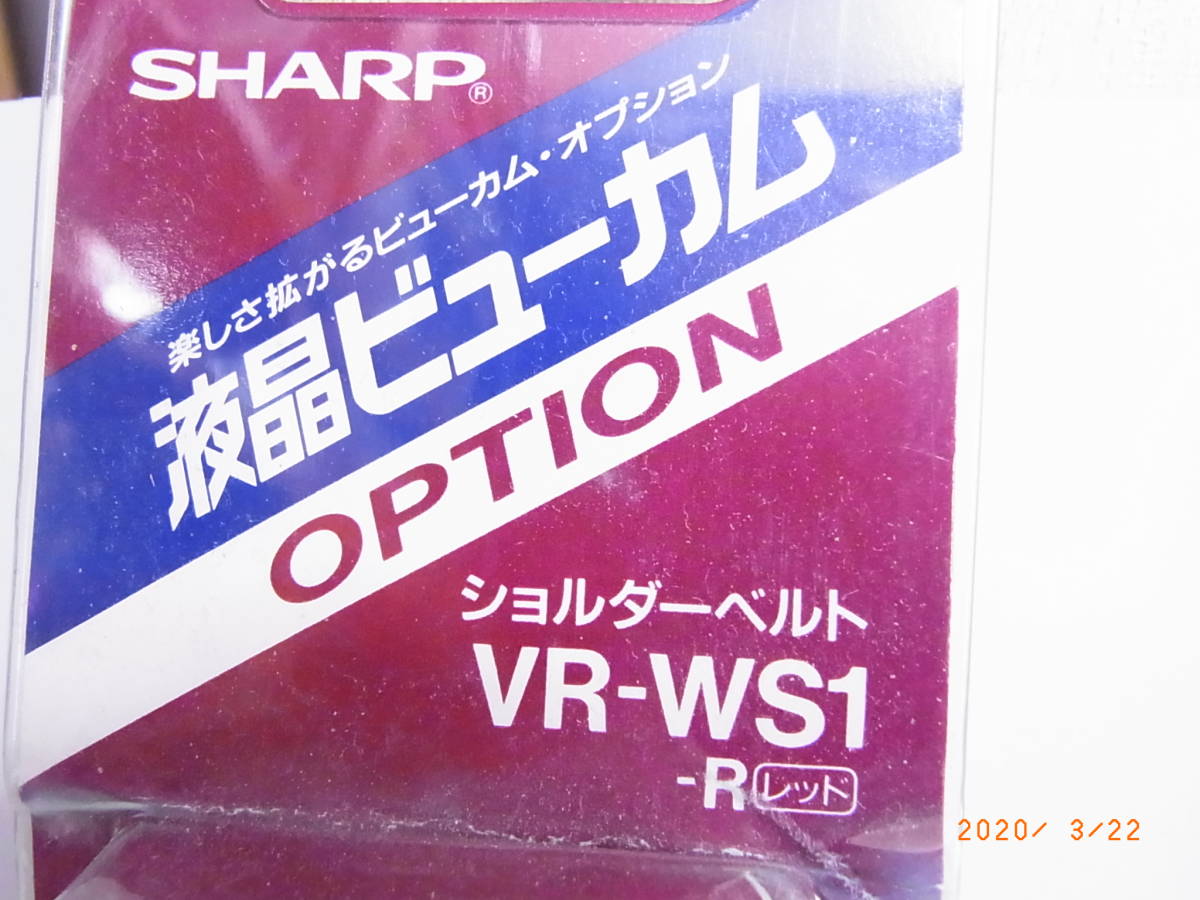 SHARP®
楽しさ拡がるビューカム・オプション
液晶ビューカム
OPTION
ショルダーベルト
VR-WS1
-R レッド
2020/ 3/22